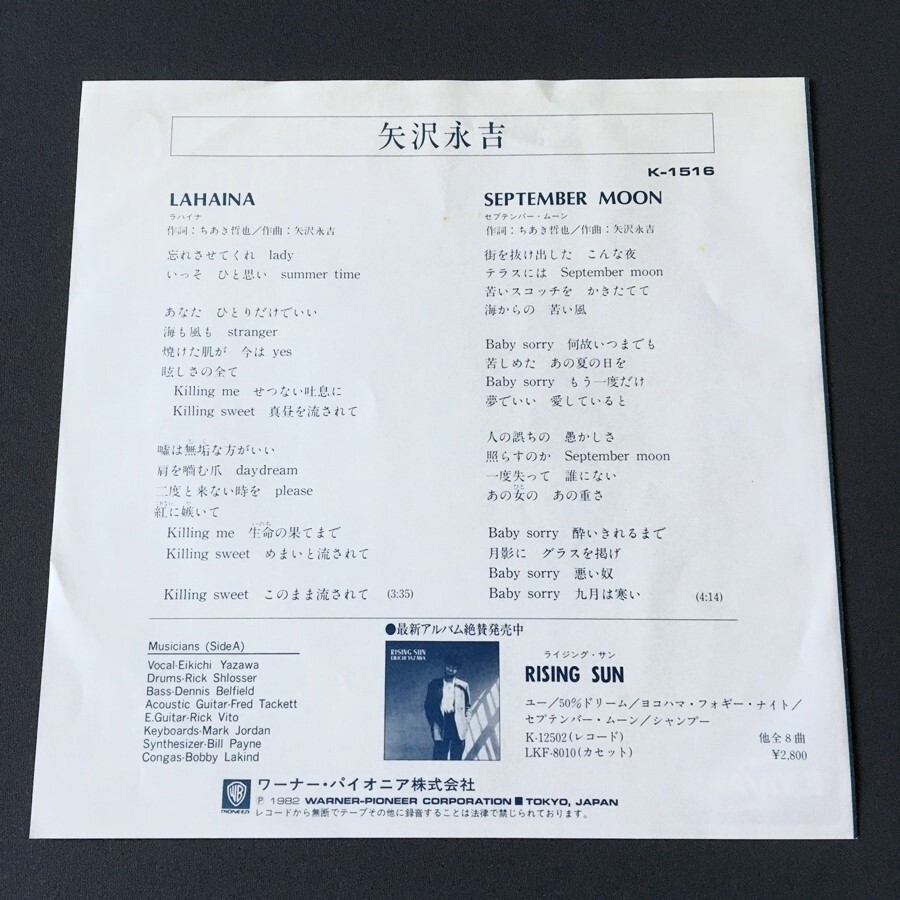 矢沢永吉
K-1516
LAHAINA
ラハイナ
作詞：ちあき哲也／作曲：矢沢永吉
忘れさせてくれ lady
いっそ ひと思い summer time
あなた ひとりだけでいい
海も風も stranger
焼けた肌が 今は yes
眩しさの全て
Killing me せつない吐息に
Killing sweet 真昼を流されて
嘘は無垢な方がいい
肩を噛む爪 daydream
二度と来ない時を please
紅に嫉いて
Killing me 生命の果てまで
いのち
Killing sweet めまいと流されて
Killing sweet このまま流されて (3:35)
SEPTEMBER MOON
セプテンバー・ムーン
作詞：ちあき哲也／作曲：矢沢永吉
街を抜け出した こんな夜
テラスには September moon
苦いスコッチを かきたてて
海からの 苦い風
Baby sorry 何故いつまでも
苦しめた あの夏の日を
Baby sorry もう一度だけ
夢でいい 愛していると
人の誤ちの 愚かしさ
照らすのか September moon
一度失って 誰にない
あの女の あの重さ
ひと
Baby sorry 酔いきれるまで
月影に グラスを掲げ
Baby sorry 悪い奴
Baby sorry 九月は寒い (4:14)
Musicians (SideA)
Vocal-Eikichi Yazawa
Drums-Rick Shlosser
Bass-Dennis Belfield
Acoustic Guitar-Fred Tackett
E.Guitar-Rick Vito
Keyboards-Mark Jordan
Synthesizer-Bill Payne
Congas-Bobby Lakind
●最新アルバム絶賛発売中
RISING SUN
EIKICHI YAZAWA
ライジング・サン
RISING SUN
ユー／50％ドリーム／ヨコハマ・フォギー・ナイト／
セプテンバー・ムーン／シャンプー
K-12502(レコード) 他全8曲
LKF-8010(カセット) ¥2,800
WB
PIONEER
ワーナー・パイオニア株式会社
Ⓟ 1982 WARNER-PIONEER CORPORATION ■ TOKYO, JAPAN
レコードから無断でテープその他に録音することは法律で禁じられております。